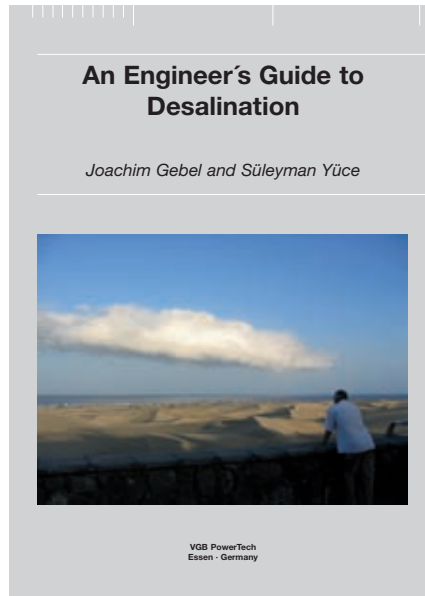 An Engineer´s Guide to
Desalination
Joachim Gebel and Süleyman Yüce
VGB PowerTech
Essen · Germany